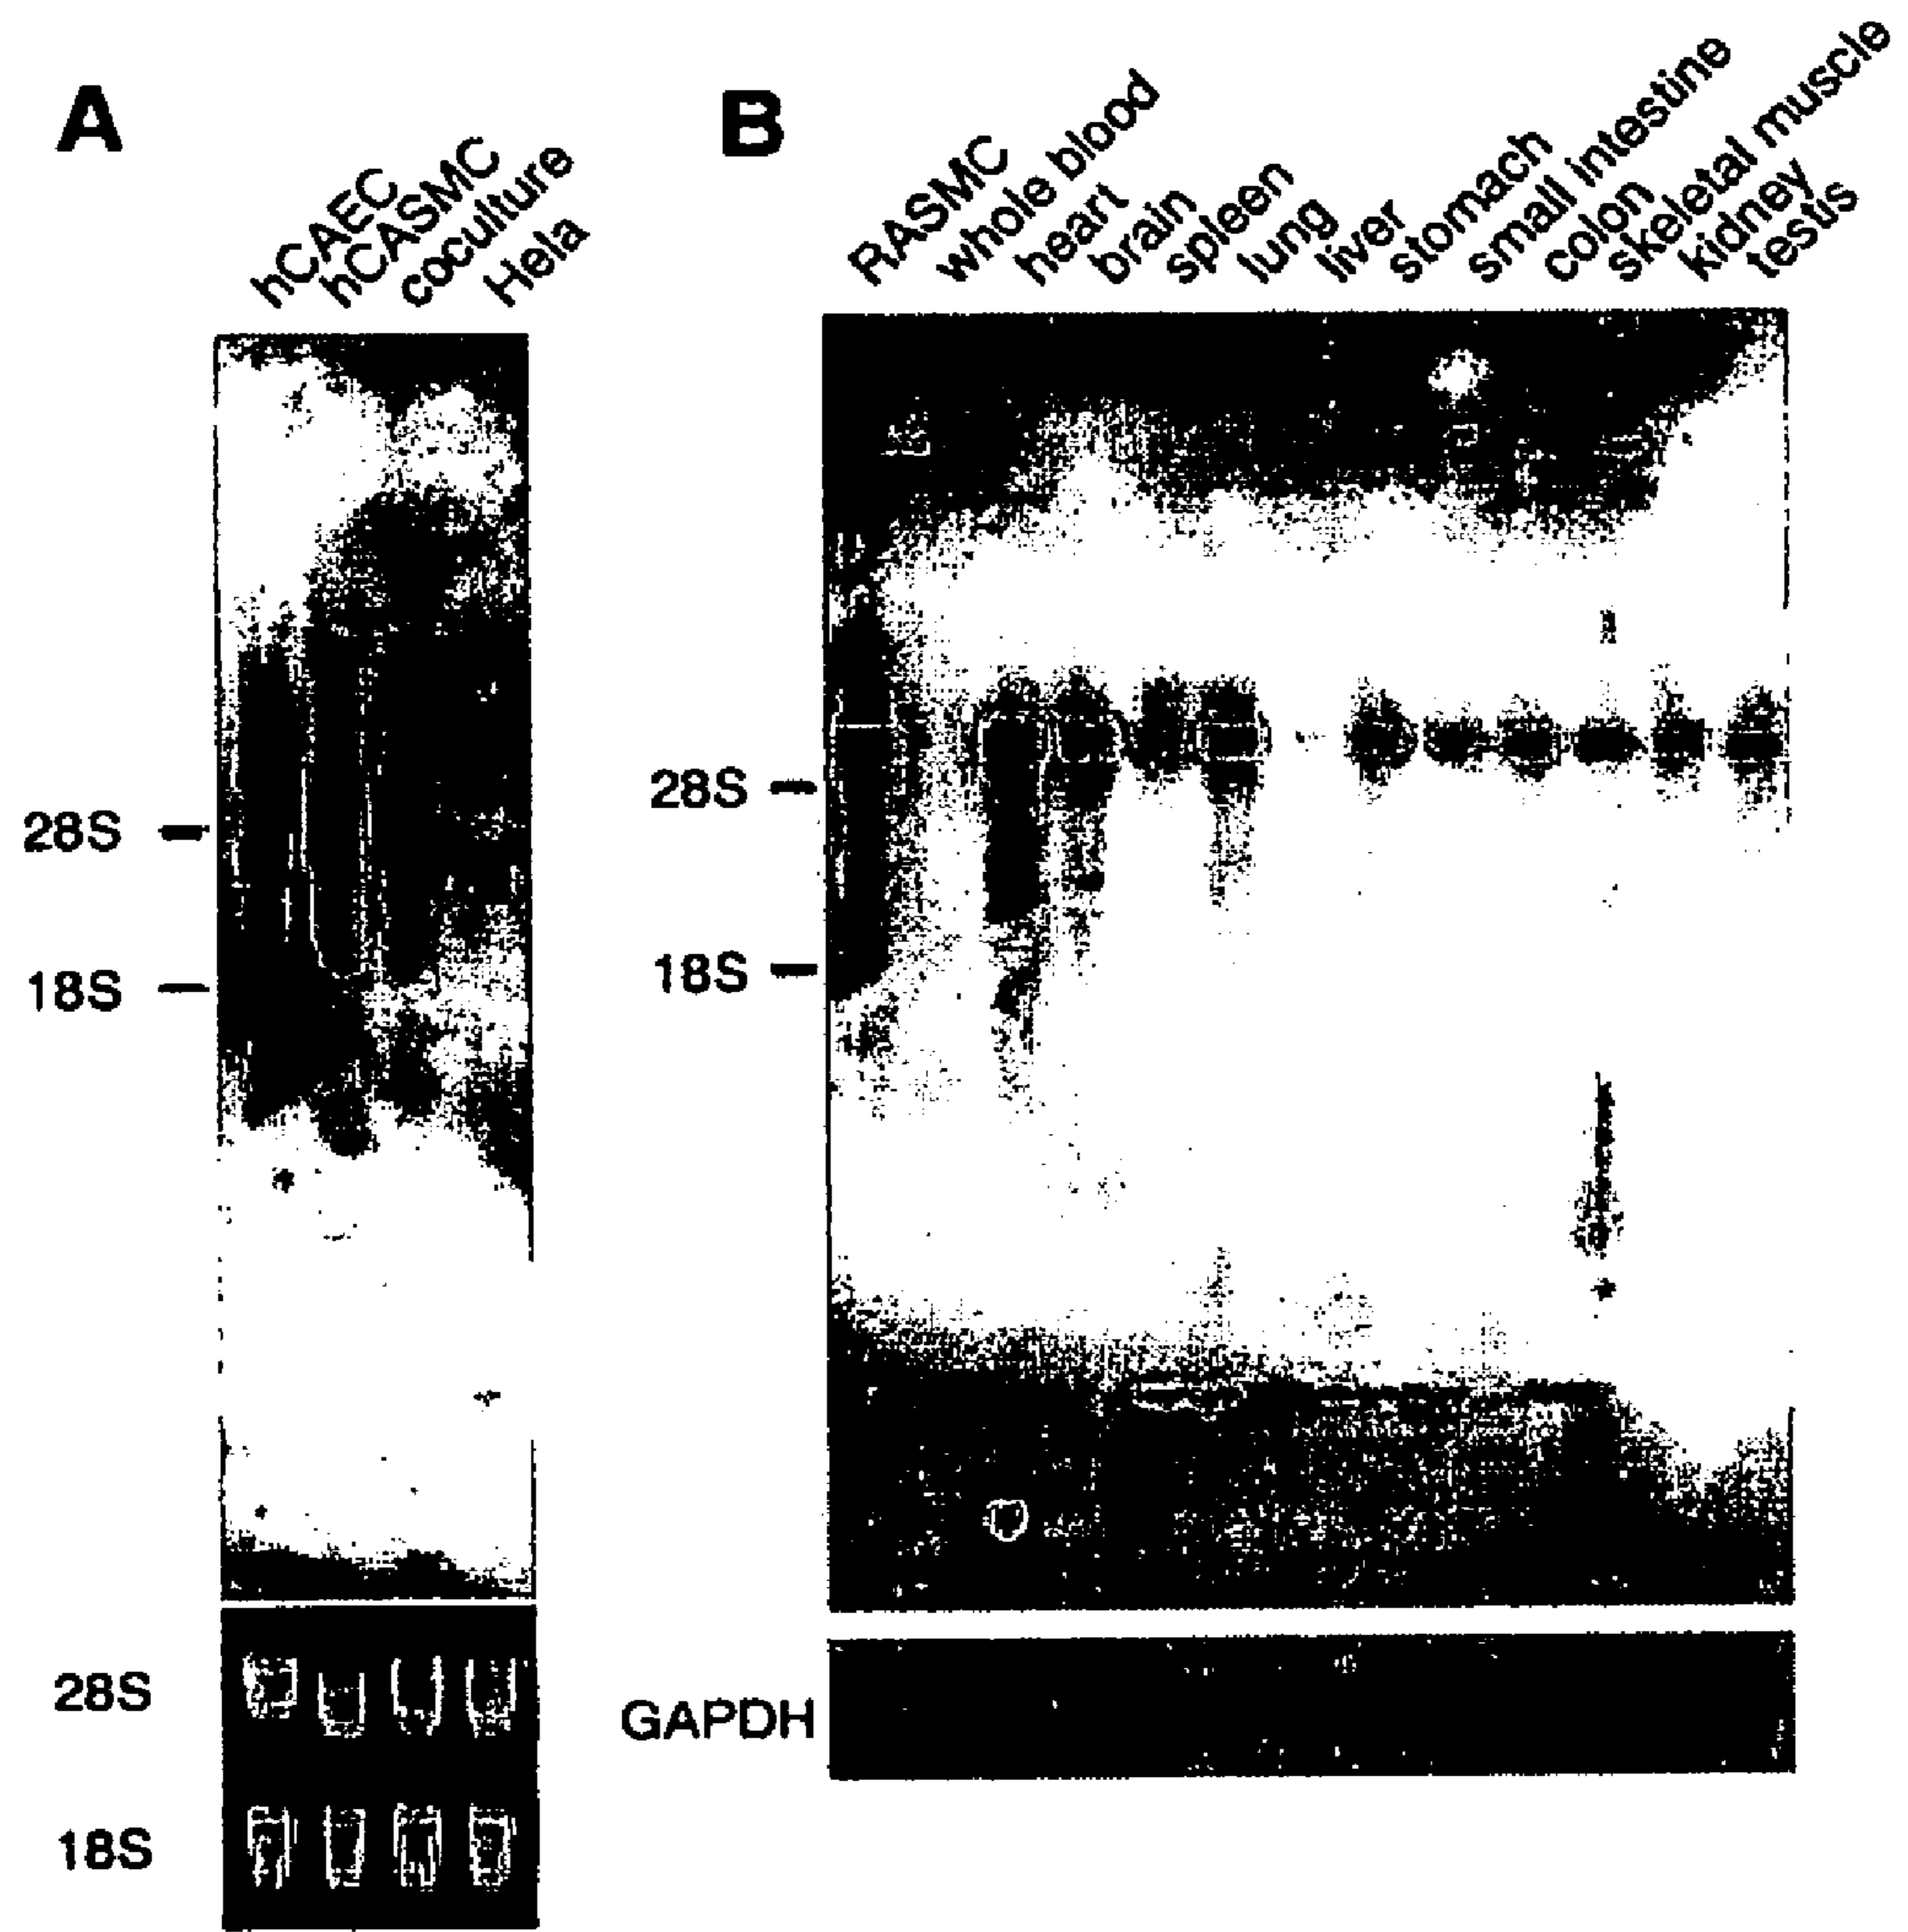 A
hCAEC
hCASMC
coculture
Hela
28S
18S
28S
18S
B
RASMC
whole blood
heart
brain
spleen
lung
liver
stomach
small intestine
colon
skeletal muscle
kidney
testis
28S
18S
GAPDH